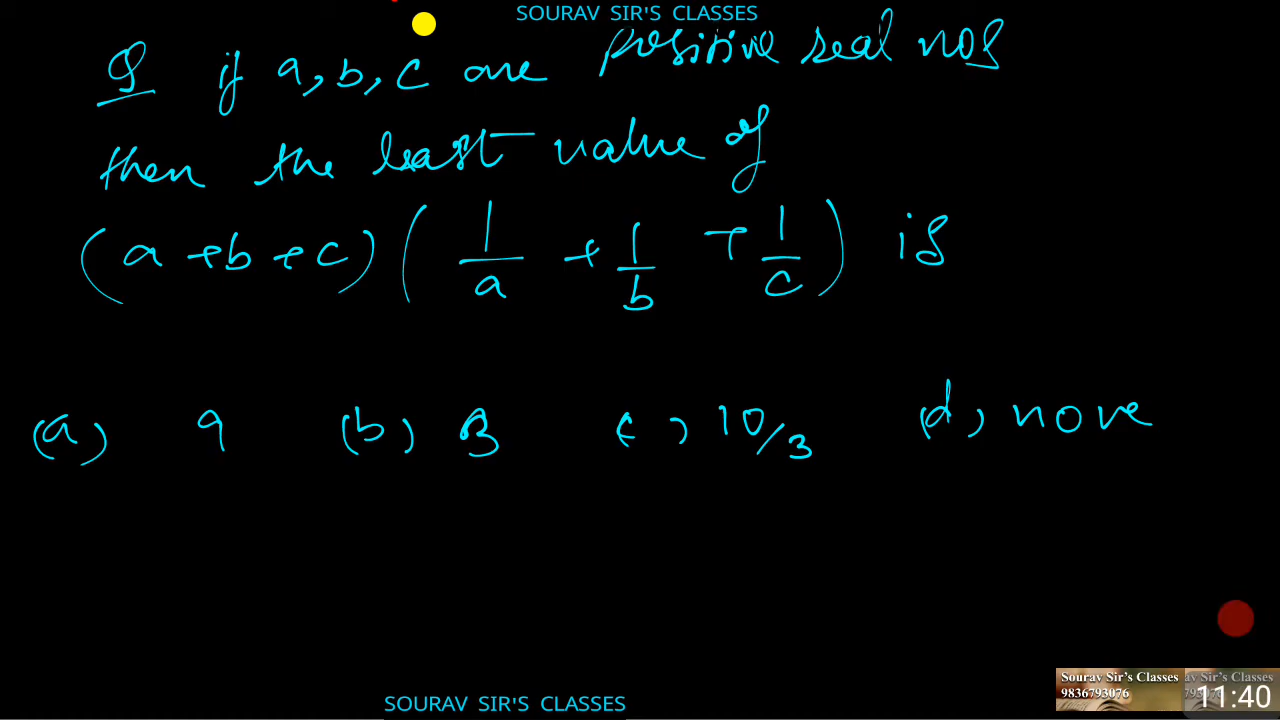 SOURAV SIR'S CLASSES
Q if a, b, c are positive real nos
then the least value of
(a+b+c) (1/a + 1/b + 1/c) is
(a) 9 (b) 3 (c) 10/3 (d) none
Sourav Sir's Classes
9836793076
11:40
SOURAV SIR'S CLASSES